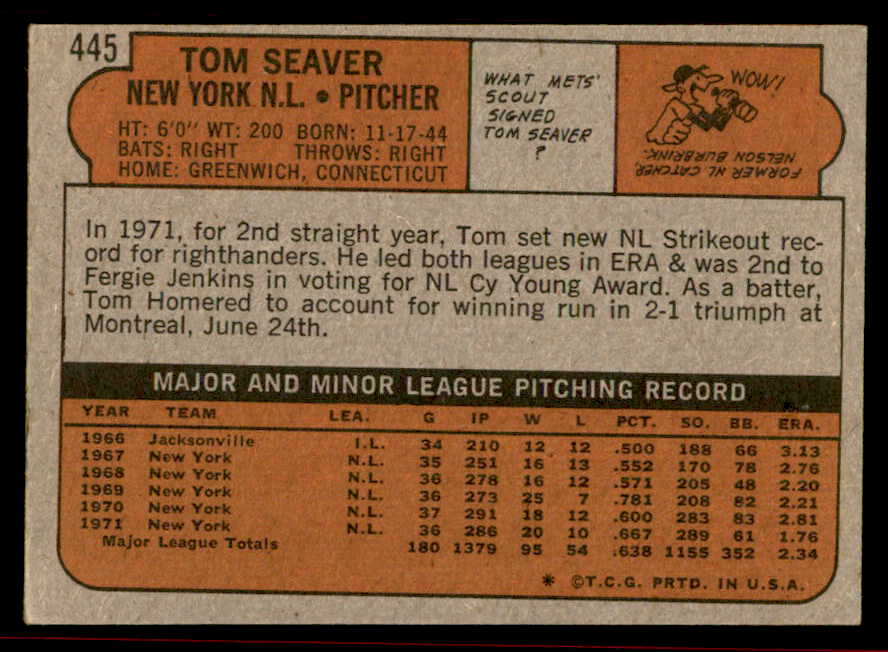 445
TOM SEAVER
NEW YORK N.L. • PITCHER
HT: 6'0" WT: 200 BORN: 11-17-44
BATS: RIGHT THROWS: RIGHT
HOME: GREENWICH, CONNECTICUT
WHAT METS'
SCOUT
SIGNED
TOM SEAVER
?
WOW!
FORMER NL CATCHER,
NELSON BURBRINK.
In 1971, for 2nd straight year, Tom set new NL Strikeout rec-
ord for righthanders. He led both leagues in ERA & was 2nd to
Fergie Jenkins in voting for NL Cy Young Award. As a batter,
Tom Homered to account for winning run in 2-1 triumph at
Montreal, June 24th.
MAJOR AND MINOR LEAGUE PITCHING RECORD
YEAR TEAM LEA. G IP W L PCT. SO. BB. ERA.
1966 Jacksonville I.L. 34 210 12 12 .500 188 66 3.13
1967 New York N.L. 35 251 16 13 .552 170 78 2.76
1968 New York N.L. 36 278 16 12 .571 205 48 2.20
1969 New York N.L. 36 273 25 7 .781 208 82 2.21
1970 New York N.L. 37 291 18 12 .600 283 83 2.81
1971 New York N.L. 36 286 20 10 .667 289 61 1.76
Major League Totals 180 1379 95 54 .638 1155 352 2.34
* ©T.C.G. PRTD. IN U.S.A.